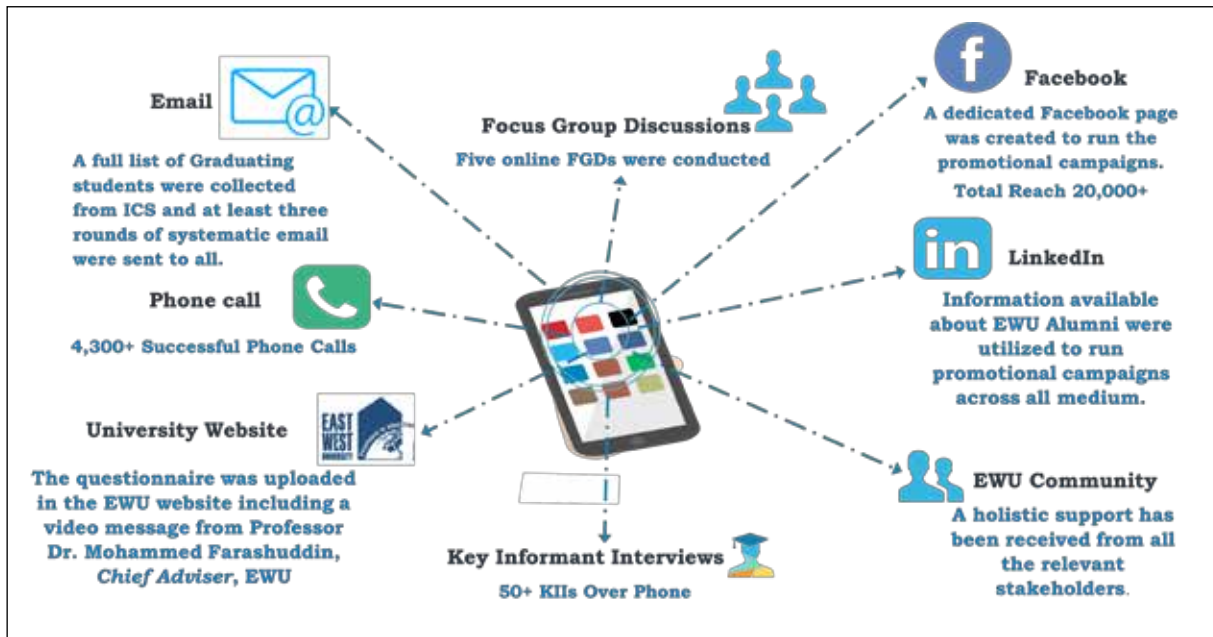 Email
A full list of Graduating
students were collected
from ICS and at least three
rounds of systematic email
were sent to all.
Phone call
4,300+ Successful Phone Calls
University Website
EAST
WEST
UNIVERSITY
The questionnaire was uploaded
in the EWU website including a
video message from Professor
Dr. Mohammed Farashuddin,
Chief Adviser, EWU
Focus Group Discussions
Five online FGDs were conducted
Key Informant Interviews
50+ KIIs Over Phone
f
Facebook
A dedicated Facebook page
was created to run the
promotional campaigns.
Total Reach 20,000+
in
LinkedIn
Information available
about EWU Alumni were
utilized to run
promotional campaigns
across all medium.
EWU Community
A holistic support has
been received from all
the relevant
stakeholders.